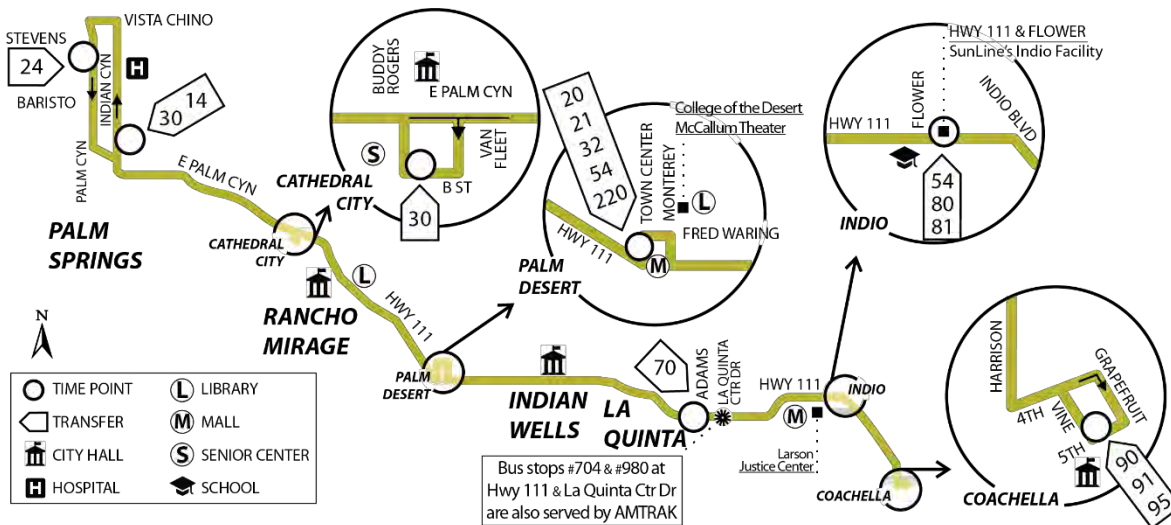 VISTA CHINO
STEVENS
24
BARISTO
INDIAN CYN
14
30
PALM CYN
E PALM CYN
PALM
SPRINGS
BUDDY
ROGERS
E PALM CYN
VAN
FLEET
S
B ST
CATHEDRAL
CITY
30
CATHEDRAL
CITY
L
RANCHO
MIRAGE
HWY 111
20
21
32
54
220
College of the Desert
McCallum Theater
TOWN CENTER
MONTEREY
L
FRED WARING
HWY 111
M
PALM
DESERT
PALM
DESERT
HWY 111 & FLOWER
SunLine's Indio Facility
FLOWER
INDIO BLVD
HWY 111
54
80
81
INDIO
INDIAN
WELLS
LA
QUINTA
70
ADAMS
LA QUINTA
CTR DR
HWY 111
M
INDIO
Larson
Justice Center
COACHELLA
Bus stops #704 & #980 at
Hwy 111 & La Quinta Ctr Dr
are also served by AMTRAK
HARRISON
4TH
VINE
GRAPEFRUIT
5TH
90
91
95
COACHELLA
N
TIME POINT
TRANSFER
CITY HALL
H HOSPITAL
L LIBRARY
M MALL
S SENIOR CENTER
SCHOOL
H